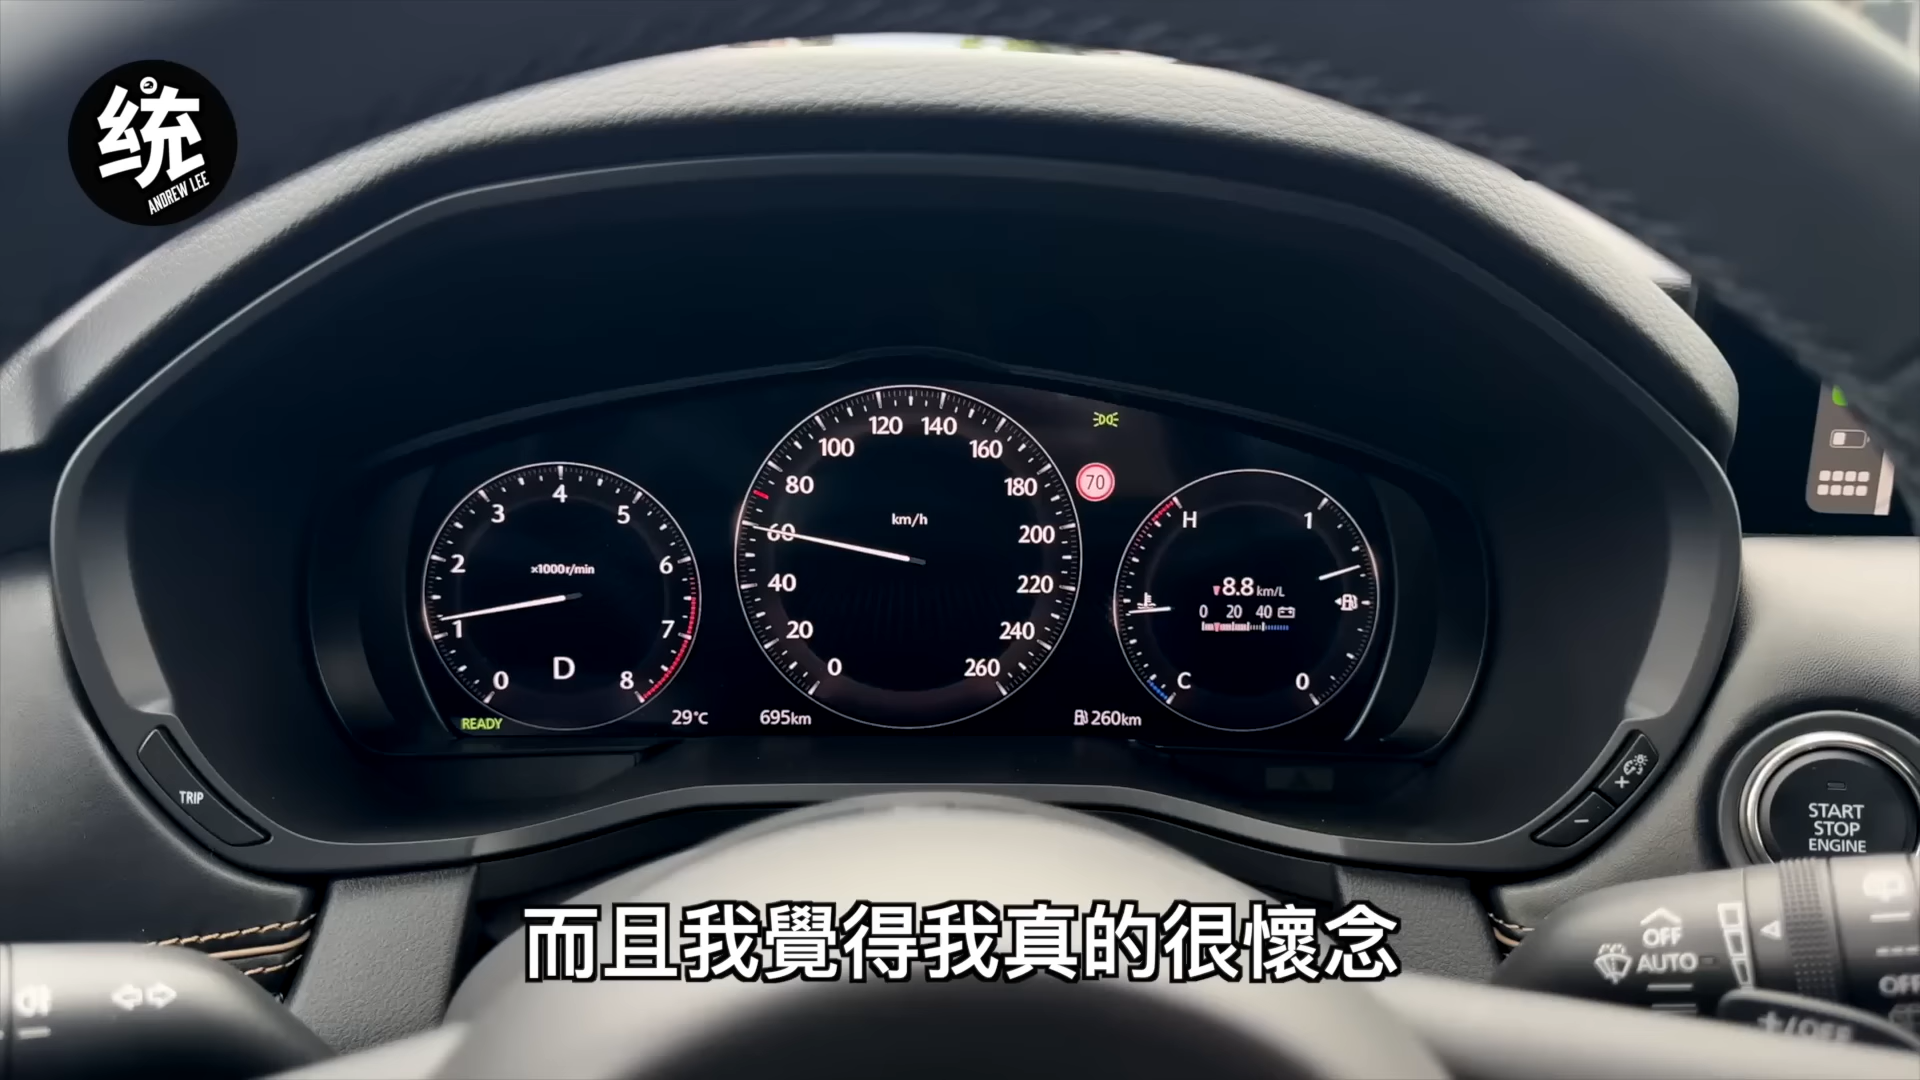 统
ANDREW LEE
0
1
2
3
4
5
6
7
8
x1000r/min
D
READY
29°C
0
20
40
60
80
100
120
140
160
180
200
220
240
260
km/h
695km
70
H
C
1
0
8.8 km/L
0 20 40
260km
TRIP
START
STOP
ENGINE
OFF
AUTO
OFF
+/OFF
而且我覺得我真的很懷念